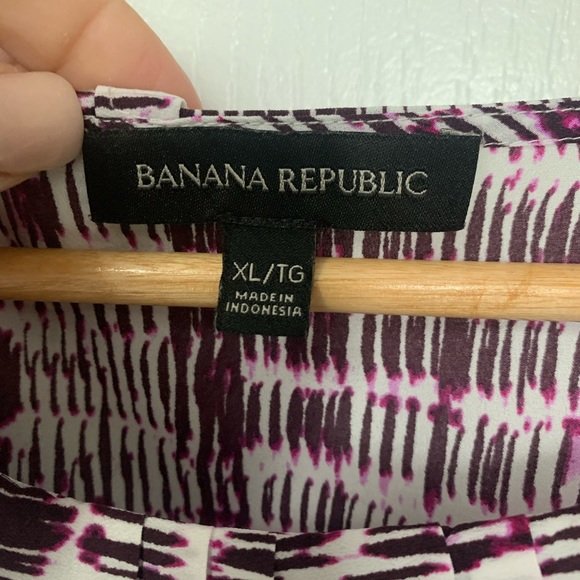 BANANA REPUBLIC
XL/TG
MADE IN
INDONESIA